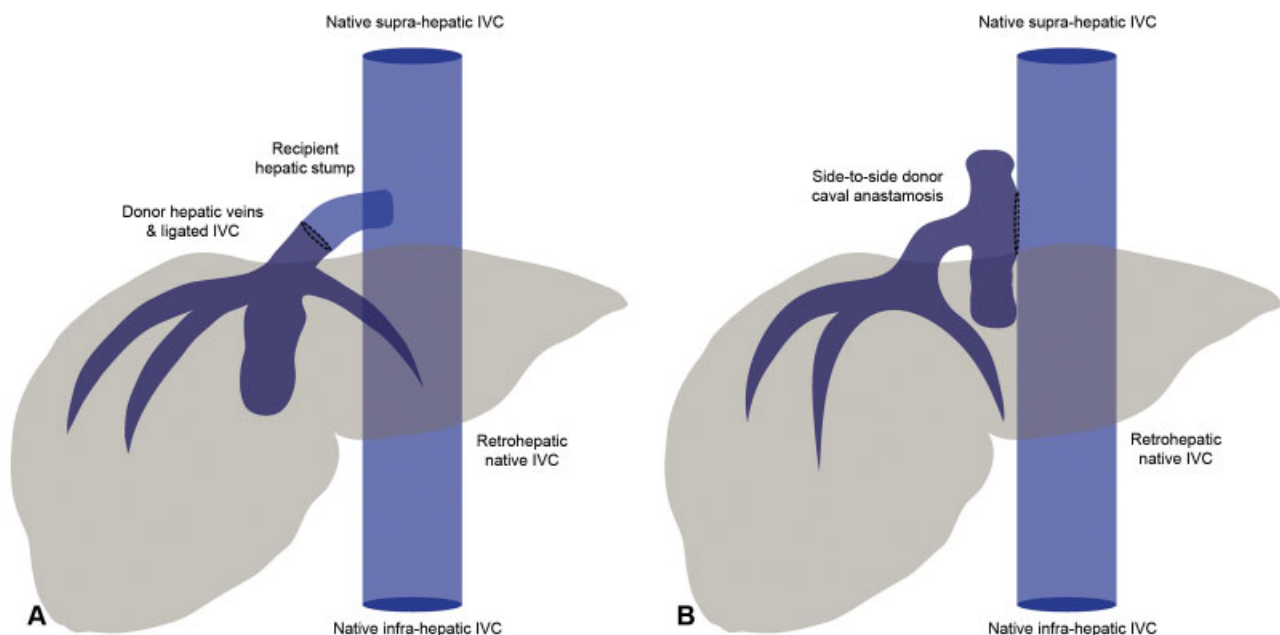 Native supra-hepatic IVC
Recipient
hepatic stump
Donor hepatic veins
& ligated IVC
Retrohepatic
native IVC
A
Native infra-hepatic IVC
Native supra-hepatic IVC
Side-to-side donor
caval anastamosis
Retrohepatic
native IVC
B
Native infra-hepatic IVC